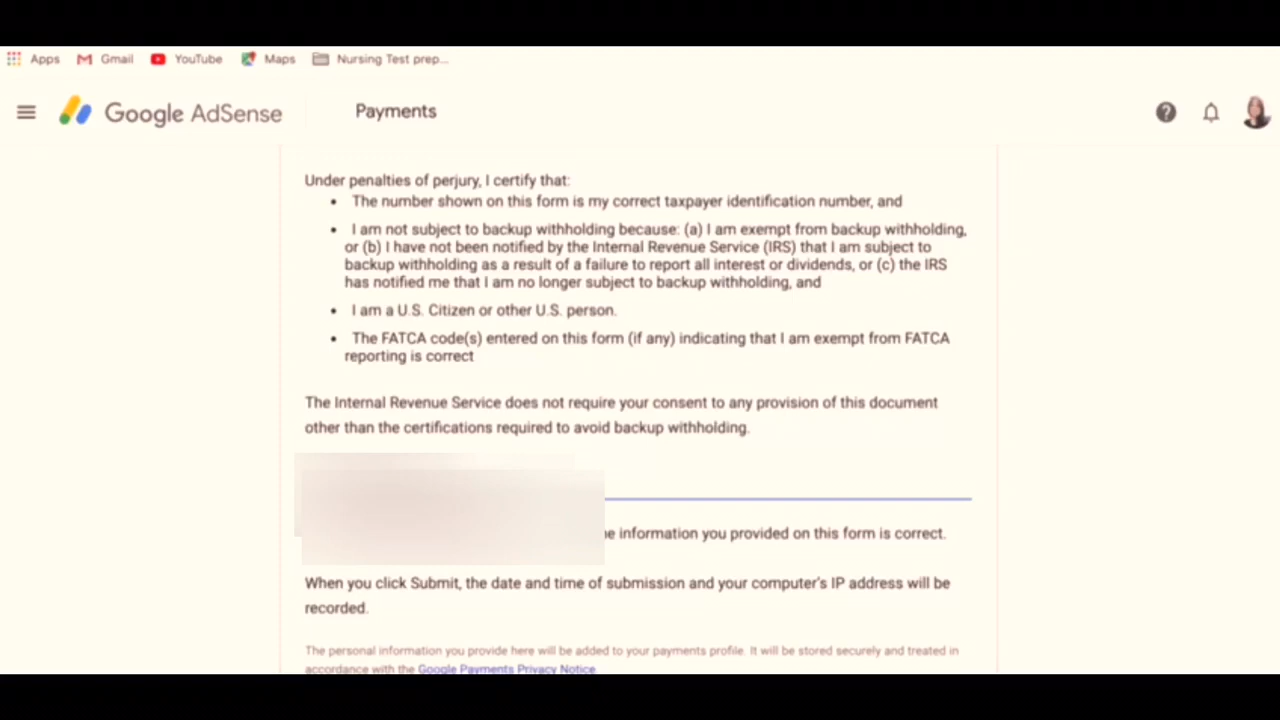 Apps Gmail YouTube Maps Nursing Test prep...
Google AdSense Payments
Under penalties of perjury, I certify that:
• The number shown on this form is my correct taxpayer identification number, and
• I am not subject to backup withholding because: (a) I am exempt from backup withholding,
or (b) I have not been notified by the Internal Revenue Service (IRS) that I am subject to
backup withholding as a result of a failure to report all interest or dividends, or (c) the IRS
has notified me that I am no longer subject to backup withholding, and
• I am a U.S. Citizen or other U.S. person.
• The FATCA code(s) entered on this form (if any) indicating that I am exempt from FATCA
reporting is correct
The Internal Revenue Service does not require your consent to any provision of this document
other than the certifications required to avoid backup withholding.
information you provided on this form is correct.
When you click Submit, the date and time of submission and your computer's IP address will be
recorded.
The personal information you provide here will be added to your payments profile. It will be stored securely and treated in
accordance with the Google Payments Privacy Notice